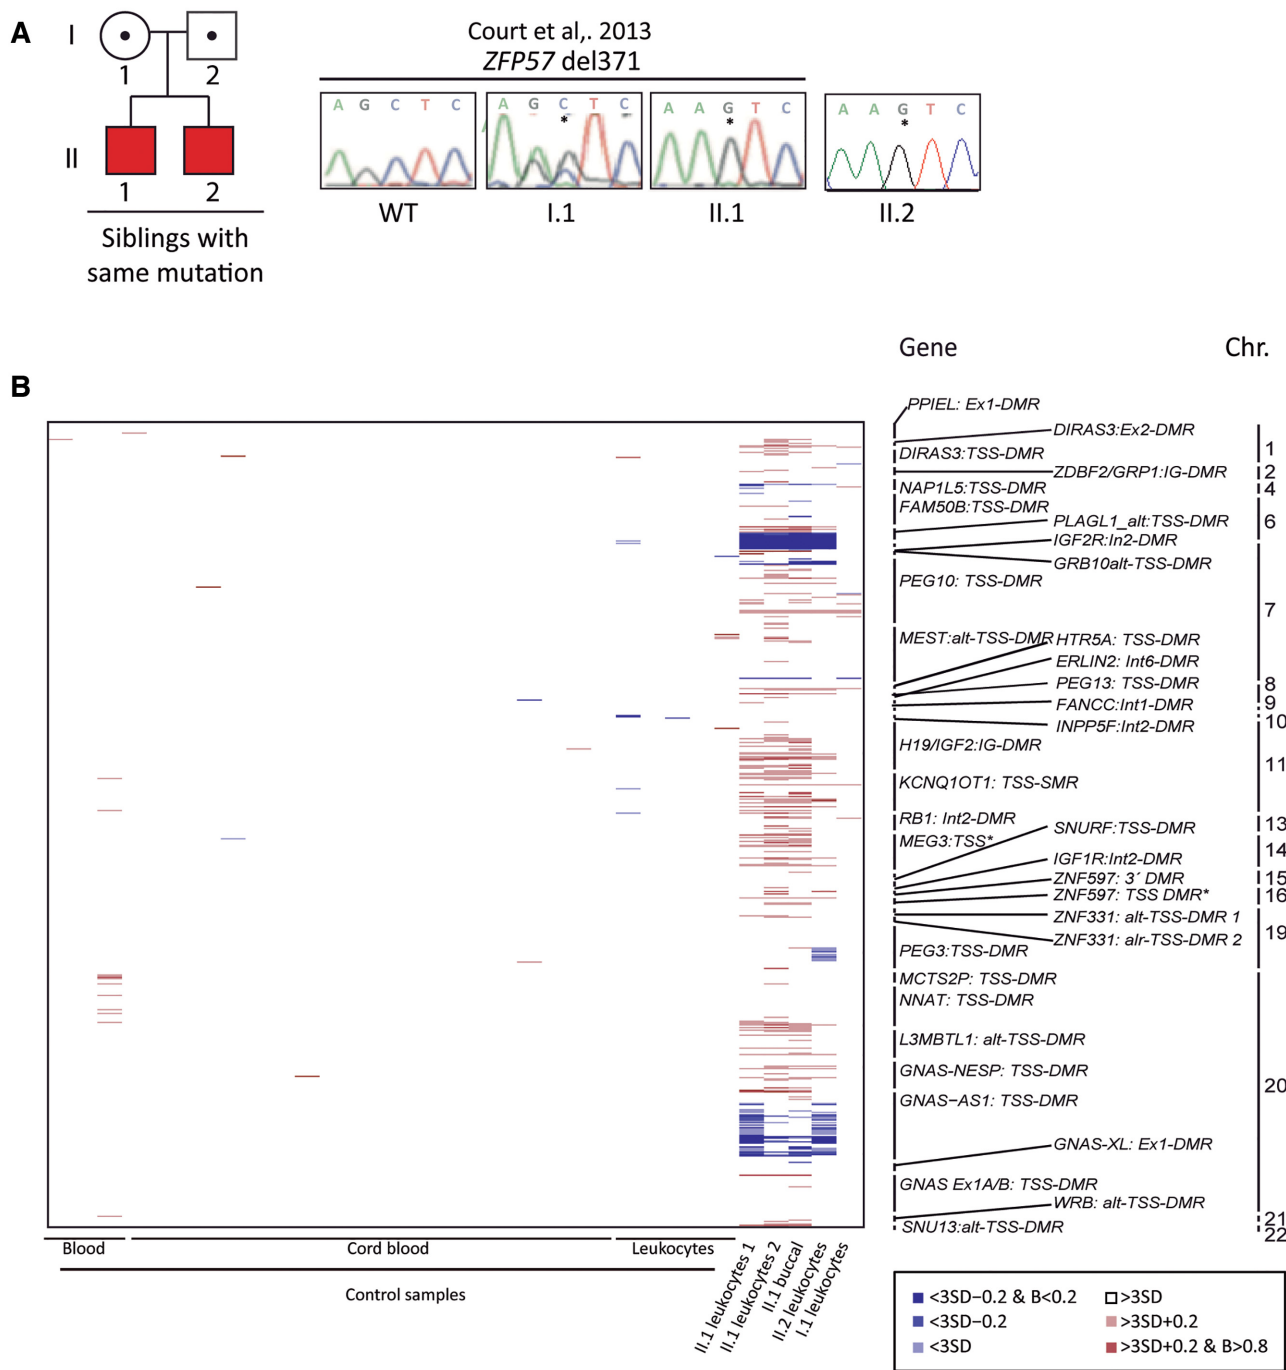 A
I
1
2
II
1
2
Siblings with
same mutation
Court et al,. 2013
ZFP57 del371
A G C T C
A G C T C
*
A A G T C
*
A A G T C
*
WT
I.1
II.1
II.2
B
Gene
Chr.
PPIEL: Ex1-DMR
DIRAS3:Ex2-DMR
DIRAS3:TSS-DMR
ZDBF2/GRP1:IG-DMR
NAP1L5:TSS-DMR
FAM50B:TSS-DMR
PLAGL1_alt:TSS-DMR
IGF2R:In2-DMR
GRB10alt-TSS-DMR
PEG10: TSS-DMR
MEST:alt-TSS-DMR
HTR5A: TSS-DMR
ERLIN2: Int6-DMR
PEG13: TSS-DMR
FANCC:Int1-DMR
INPP5F:Int2-DMR
H19/IGF2:IG-DMR
KCNQ1OT1: TSS-SMR
RB1: Int2-DMR
SNURF:TSS-DMR
MEG3:TSS*
IGF1R:Int2-DMR
ZNF597: 3´ DMR
ZNF597: TSS DMR*
ZNF331: alt-TSS-DMR 1
ZNF331: alr-TSS-DMR 2
PEG3:TSS-DMR
MCTS2P: TSS-DMR
NNAT: TSS-DMR
L3MBTL1: alt-TSS-DMR
GNAS-NESP: TSS-DMR
GNAS−AS1: TSS-DMR
GNAS-XL: Ex1-DMR
GNAS Ex1A/B: TSS-DMR
WRB: alt-TSS-DMR
SNU13:alt-TSS-DMR
1
2
4
6
7
8
9
10
11
13
14
15
16
19
20
21
22
Blood
Cord blood
Leukocytes
Control samples
II.1 leukocytes 1
II.1 leukocytes 2
II.1 buccal
II.2 leukocytes
I.1 leukocytes
<3SD−0.2 & B<0.2
<3SD−0.2
<3SD
>3SD
>3SD+0.2
>3SD+0.2 & B>0.8